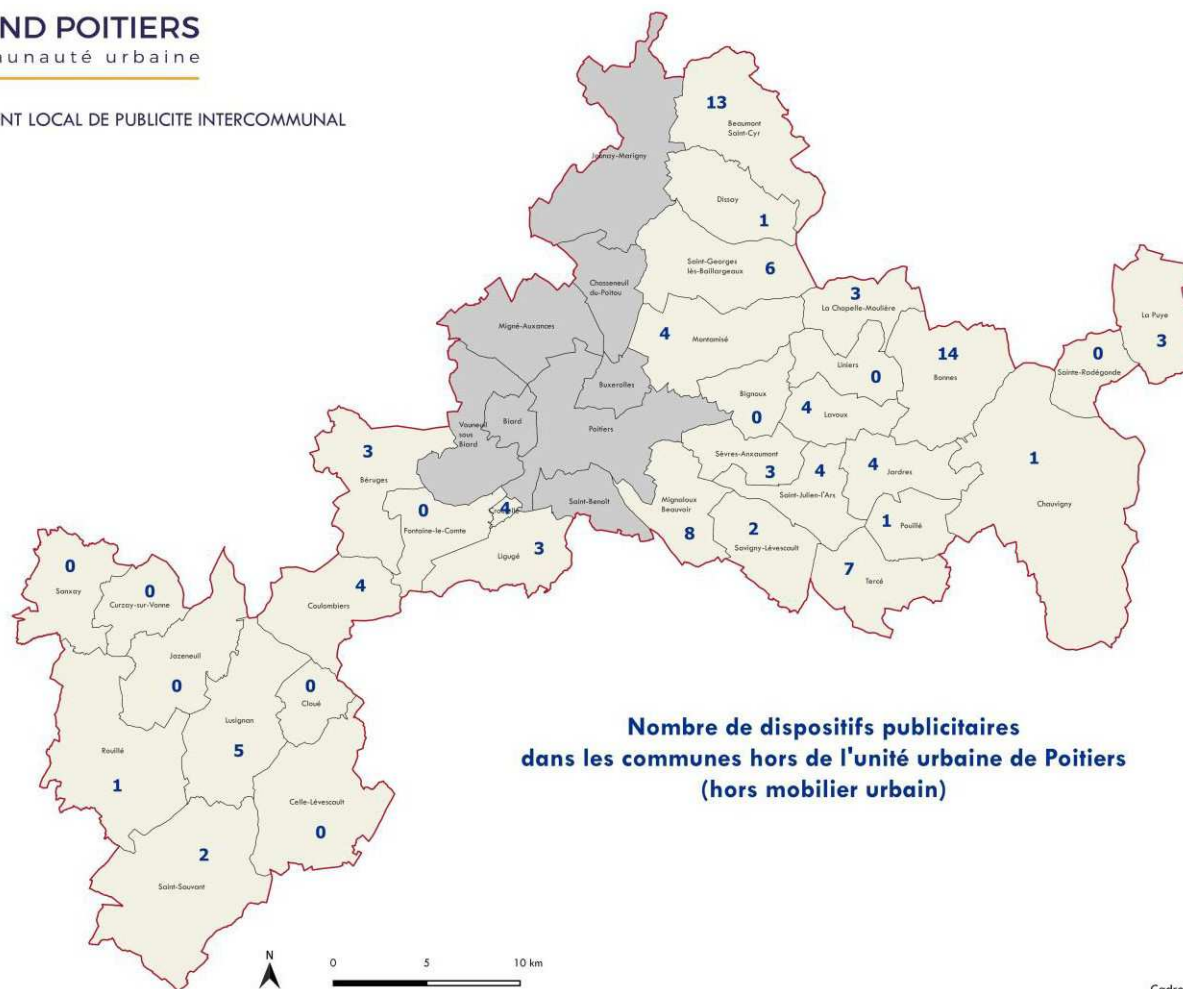 ND POITIERS
unauté urbaine
NT LOCAL DE PUBLICITE INTERCOMMUNAL
13
Beaumont
Saint-Cyr
Jaunay-Marigny
Dissay
1
Saint-Georges
lès-Baillargeaux
6
Chasseneuil
du-Poitou
3
La Chapelle-Moulière
La Puye
3
Migné-Auxances
4
Montamisé
14
Bonnes
0
Sainte-Radégonde
Liniers
0
Buxerolles
Bignoux
0
4
Lavoux
Vouneuil
sous
Biard
Biard
Poitiers
3
Béruges
Sèvres-Anxaumont
3
4
Saint-Julien-l'Ars
4
Jardres
1
Chauvigny
0
Fontaine-le-Comte
4
Saint-Benoît
Mignaloux
Beauvoir
8
2
Savigny-Lévescault
1
Pouillé
Ligugé
3
7
Tercé
0
Sanxay
0
Curzay-sur-Vonne
4
Coulombiers
Jazeneuil
0
0
Cloué
Lusignan
5
Rouillé
1
Celle-Lévescault
0
2
Saint-Sauvant
Nombre de dispositifs publicitaires
dans les communes hors de l'unité urbaine de Poitiers
(hors mobilier urbain)
N
0 5 10 km
Cadre